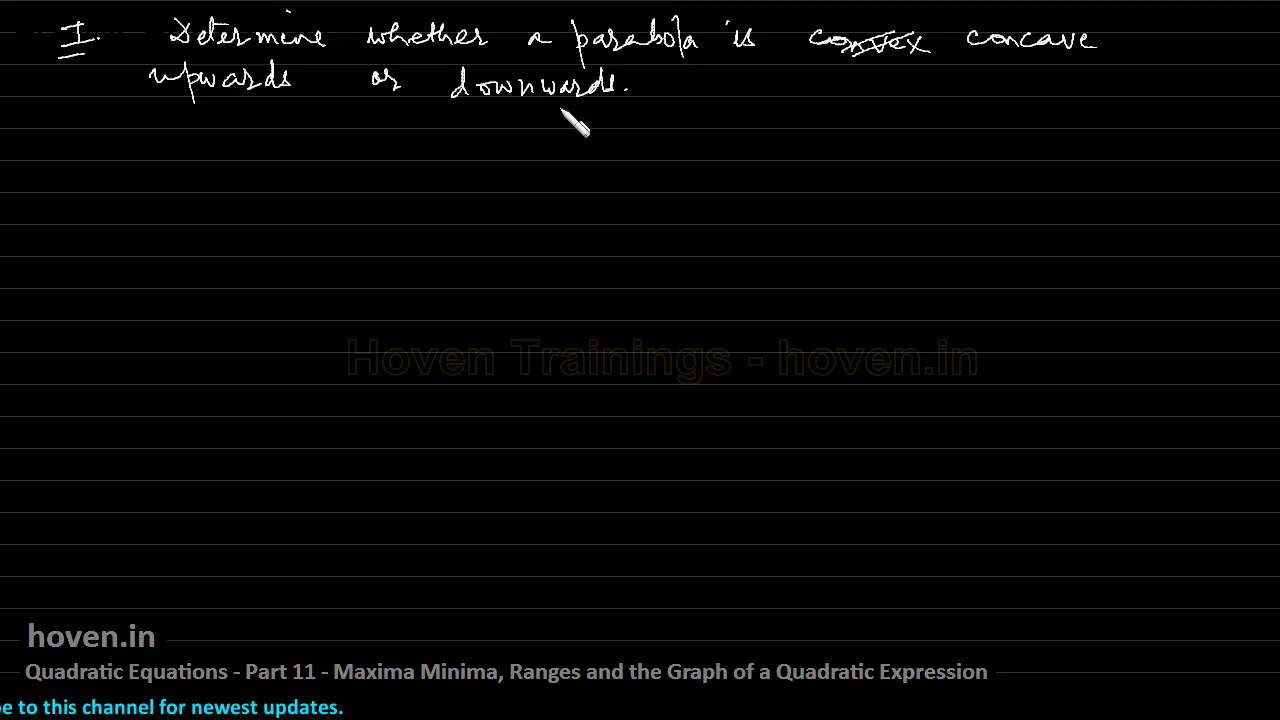 I. Determine whether a parabola is convex concave
upwards or downwards.
Hoven Trainings - hoven.in
hoven.in
Quadratic Equations - Part 11 - Maxima Minima, Ranges and the Graph of a Quadratic Expression
be to this channel for newest updates.